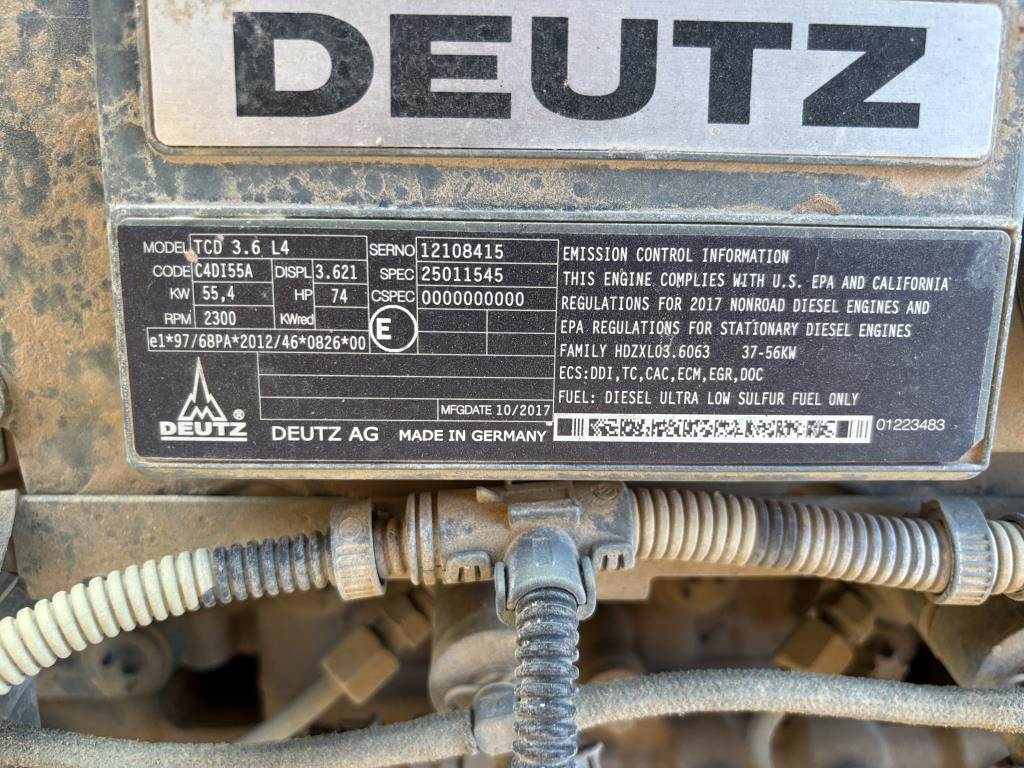 DEUTZ
MODEL TCD 3.6 L4
CODE C4DI55A DISPL 3.621
KW 55,4 HP 74
RPM 2300 KWred
e1*97/68PA*2012/46*0826*00
SERNO 12108415
SPEC 25011545
CSPEC 0000000000
E
MFGDATE 10/2017
DEUTZ ®
DEUTZ AG MADE IN GERMANY
EMISSION CONTROL INFORMATION
THIS ENGINE COMPLIES WITH U.S. EPA AND CALIFORNIA
REGULATIONS FOR 2017 NONROAD DIESEL ENGINES AND
EPA REGULATIONS FOR STATIONARY DIESEL ENGINES
FAMILY HDZXL03.6063 37-56KW
ECS:DDI,TC,CAC,ECM,EGR,DOC
FUEL: DIESEL ULTRA LOW SULFUR FUEL ONLY
01223483